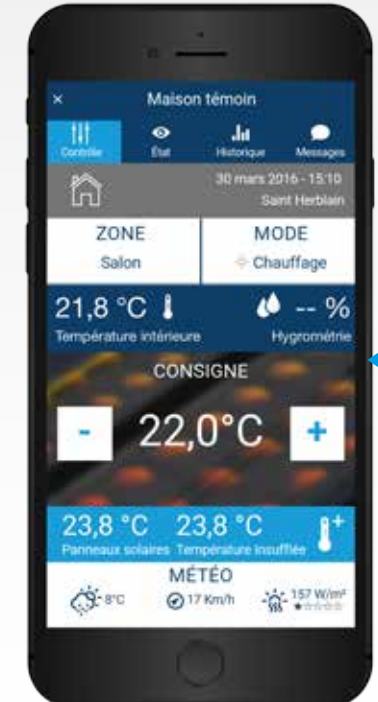 × Maison témoin
Contrôle État Historique Messages
30 mars 2016 - 15:10
Saint Herblain
ZONE MODE
Salon Chauffage
21,8 °C -- %
Température intérieure Hygrométrie
CONSIGNE
- 22,0°C +
23,8 °C 23,8 °C
Panneaux solaires Température insufflée
MÉTÉO
8°C 17 Km/h 157 W/m²